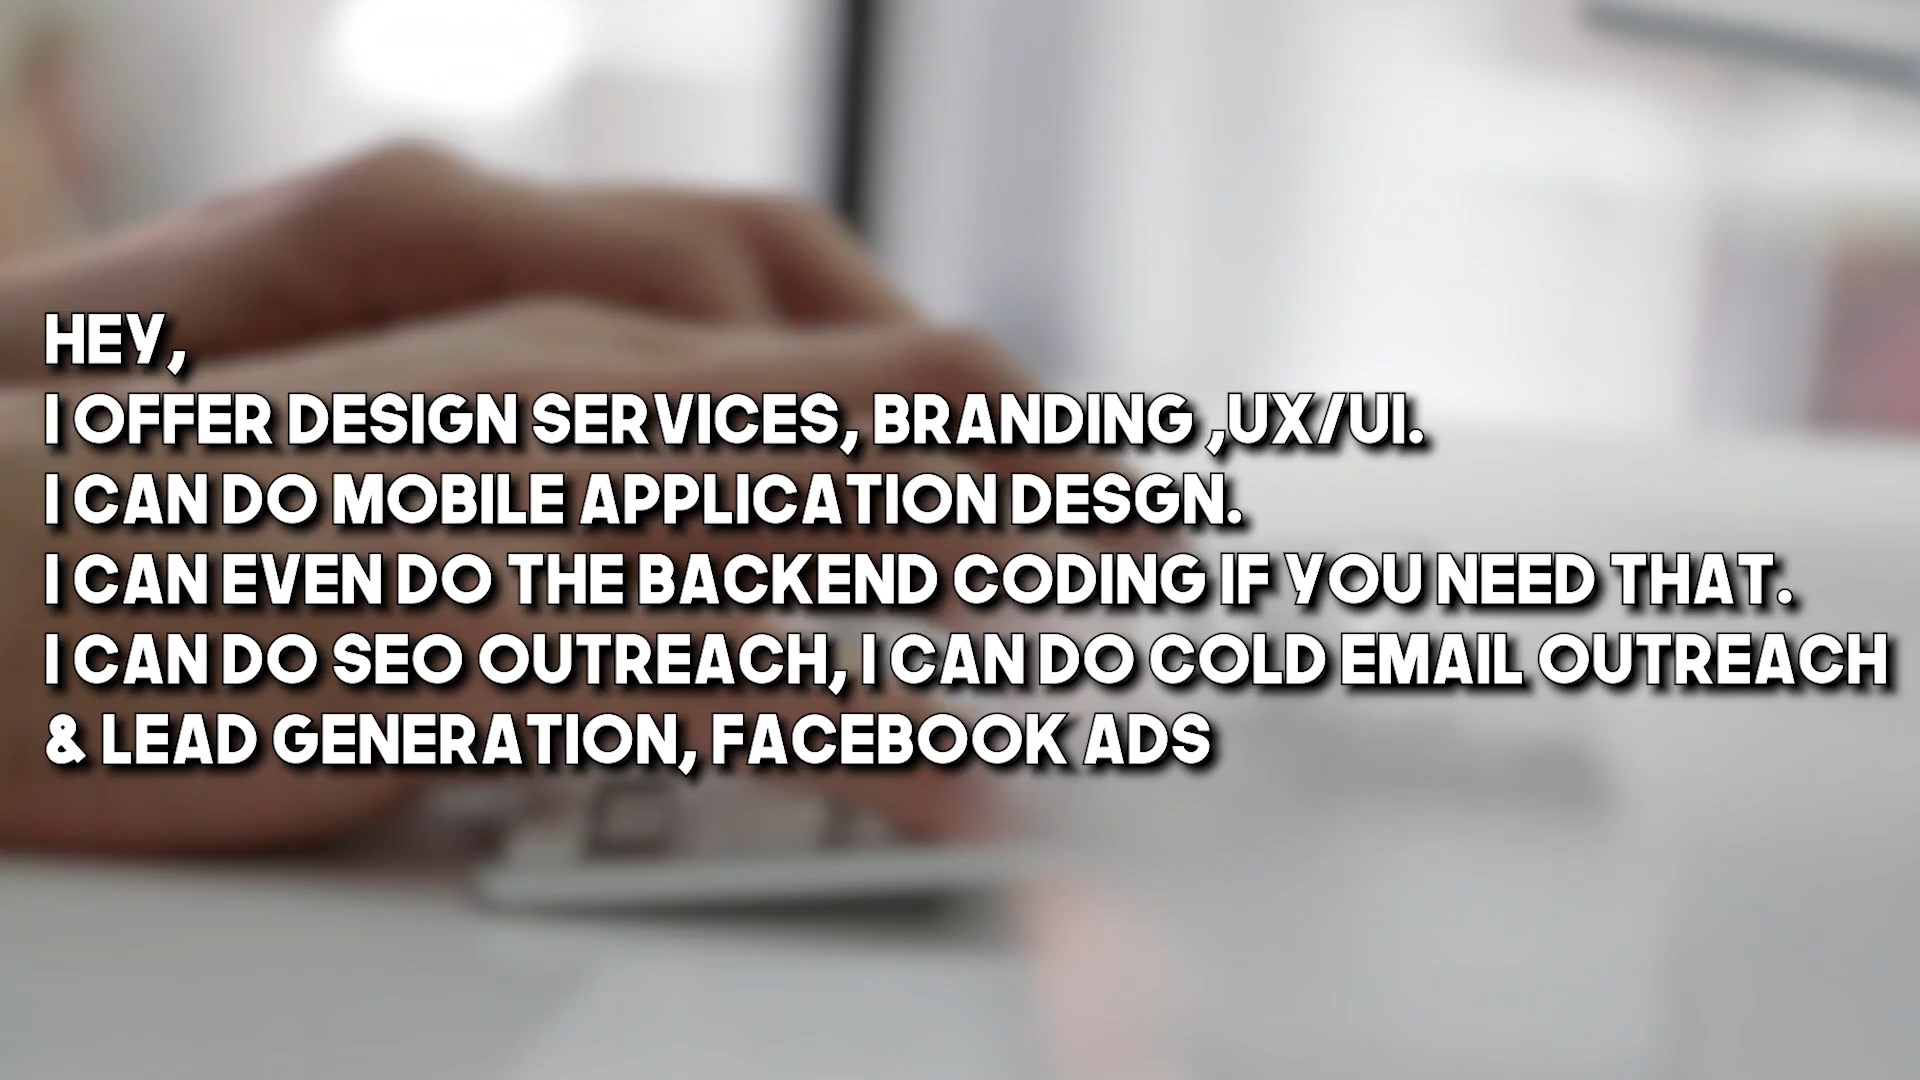 HEY,
I OFFER DESIGN SERVICES, BRANDING ,UX/UI.
I CAN DO MOBILE APPLICATION DESGN.
I CAN EVEN DO THE BACKEND CODING IF YOU NEED THAT.
I CAN DO SEO OUTREACH, I CAN DO COLD EMAIL OUTREACH
& LEAD GENERATION, FACEBOOK ADS